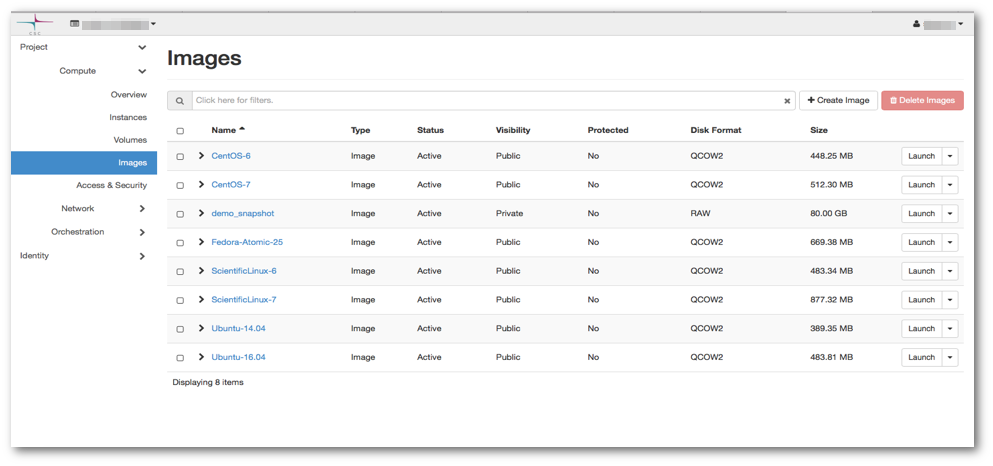 CSC
Project
Compute
Overview
Instances
Volumes
Images
Access & Security
Network
Orchestration
Identity
Images
Click here for filters.
Create Image
Delete Images
Name Type Status Visibility Protected Disk Format Size
CentOS-6 Image Active Public No QCOW2 448.25 MB Launch
CentOS-7 Image Active Public No QCOW2 512.30 MB Launch
demo_snapshot Image Active Private No RAW 80.00 GB Launch
Fedora-Atomic-25 Image Active Public No QCOW2 669.38 MB Launch
ScientificLinux-6 Image Active Public No QCOW2 483.34 MB Launch
ScientificLinux-7 Image Active Public No QCOW2 877.32 MB Launch
Ubuntu-14.04 Image Active Public No QCOW2 389.35 MB Launch
Ubuntu-16.04 Image Active Public No QCOW2 483.81 MB Launch
Displaying 8 items